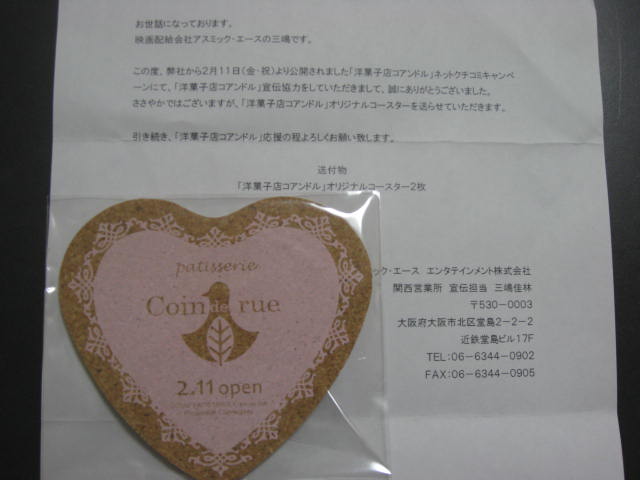 お世話になっております。
映画配給会社アスミック・エースの三嶋です。
この度、弊社から2月11日(金・祝)より公開されました「洋菓子店コアンドル」ネットクチコミキャンペ
ーンにて、「洋菓子店コアンドル」宣伝協力をしていただきまして、誠にありがとうございました。
ささやかではございますが、「洋菓子店コアンドル」オリジナルコースターを送らせていただきます。
引き続き、「洋菓子店コアンドル」応援の程よろしくお願い致します。
送付物
「洋菓子店コアンドル」オリジナルコースター2枚
ミック・エース エンタテインメント株式会社
関西営業所 宣伝担当 三嶋佳林
〒530-0003
大阪府大阪市北区堂島2-2-2
近鉄堂島ビル17F
TEL:06-6344-0902
FAX:06-6344-0905
patisserie
Coin de rue
2.11 open